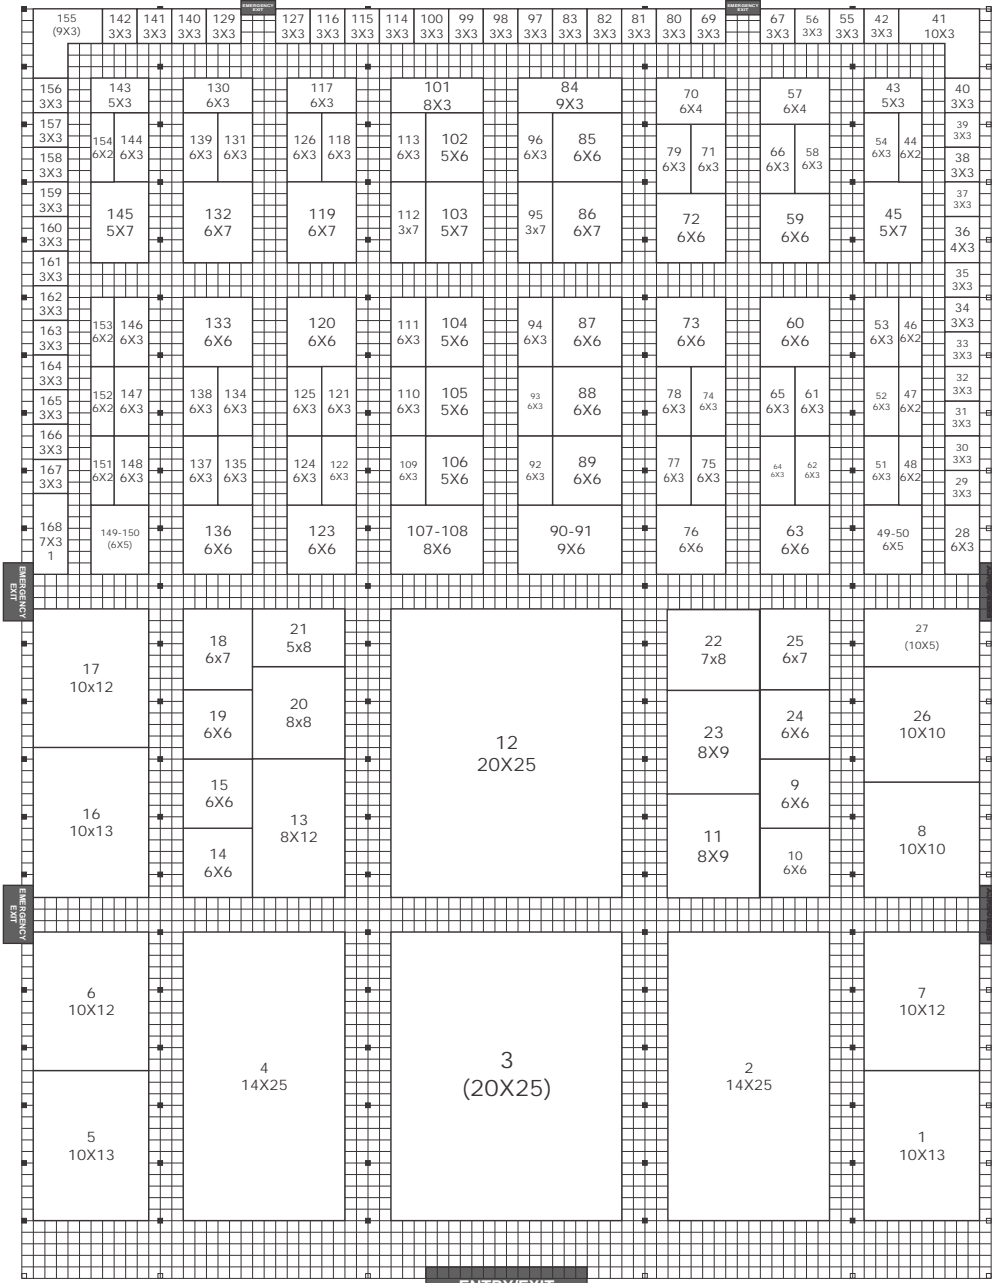 EMERGENCY
EXIT
EMERGENCY
EXIT
155
(9X3)
142
3X3
141
3X3
140
3X3
129
3X3
127
3X3
116
3X3
115
3X3
114
3X3
100
3X3
99
3X3
98
3X3
97
3X3
83
3X3
82
3X3
81
3X3
80
3X3
69
3X3
67
3X3
56
3X3
55
3X3
42
3X3
41
10X3
156
3X3
143
5X3
130
6X3
117
6X3
101
8X3
84
9X3
70
6X4
57
6X4
43
5X3
40
3X3
157
3X3
154
6X2
144
6X3
139
6X3
131
6X3
126
6X3
118
6X3
113
6X3
102
5X6
96
6X3
85
6X6
79
6X3
71
6x3
66
6X3
58
6X3
54
6X3
44
6X2
39
3X3
158
3X3
38
3X3
159
3X3
145
5X7
132
6X7
119
6X7
112
3x7
103
5X7
95
3x7
86
6X7
72
6X6
59
6X6
45
5X7
37
3X3
160
3X3
36
4X3
161
3X3
35
3X3
162
3X3
34
3X3
163
3X3
153
6X2
146
6X3
133
6X6
120
6X6
111
6X3
104
5X6
94
6X3
87
6X6
73
6X6
60
6X6
53
6X3
46
6X2
33
3X3
164
3X3
32
3X3
165
3X3
152
6X2
147
6X3
138
6X3
134
6X3
125
6X3
121
6X3
110
6X3
105
5X6
93
6X3
88
6X6
78
6X3
74
6X3
65
6X3
61
6X3
52
6X3
47
6X2
31
3X3
166
3X3
30
3X3
167
3X3
151
6X2
148
6X3
137
6X3
135
6X3
124
6X3
122
6X3
109
6X3
106
5X6
92
6X3
89
6X6
77
6X3
75
6X3
64
6X3
62
6X3
51
6X3
48
6X2
29
3X3
168
7X3
1
149-150
(6X5)
136
6X6
123
6X6
107-108
8X6
90-91
9X6
76
6X6
63
6X6
49-50
6X5
28
6X3
EMERGENCY
EXIT
17
10x12
18
6x7
21
5x8
20
8x8
19
6X6
12
20X25
22
7x8
25
6x7
27
(10X5)
23
8X9
24
6X6
26
10X10
16
10x13
15
6X6
13
8X12
14
6X6
11
8X9
9
6X6
10
6X6
8
10X10
EMERGENCY
EXIT
6
10X12
4
14X25
3
(20X25)
2
14X25
7
10X12
5
10X13
1
10X13
ENTRY/EXIT